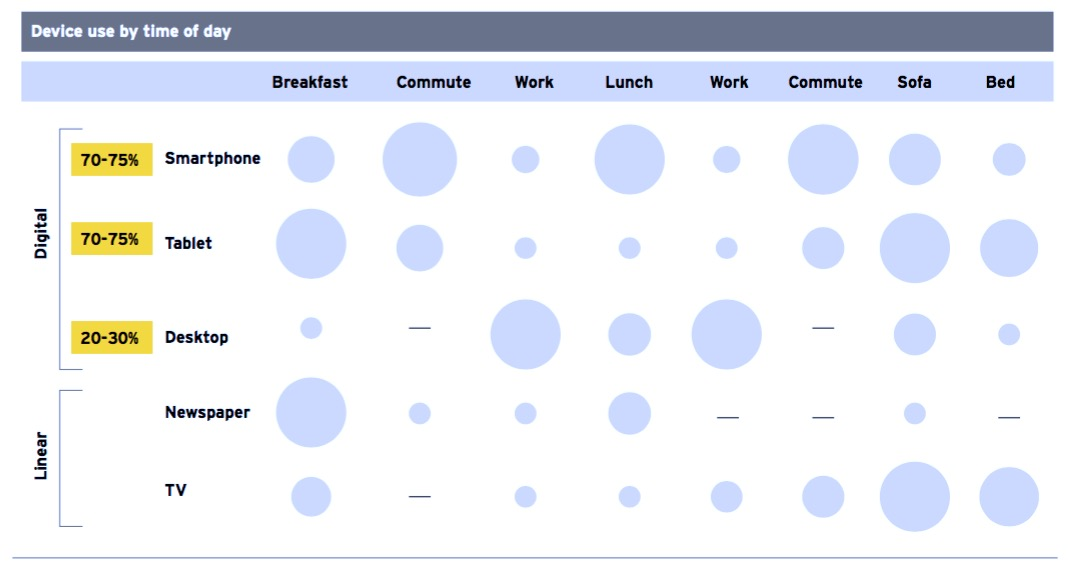 Device use by time of day
Breakfast Commute Work Lunch Work Commute Sofa Bed
Digital
70-75% Smartphone
70-75% Tablet
20-30% Desktop
Linear
Newspaper
TV